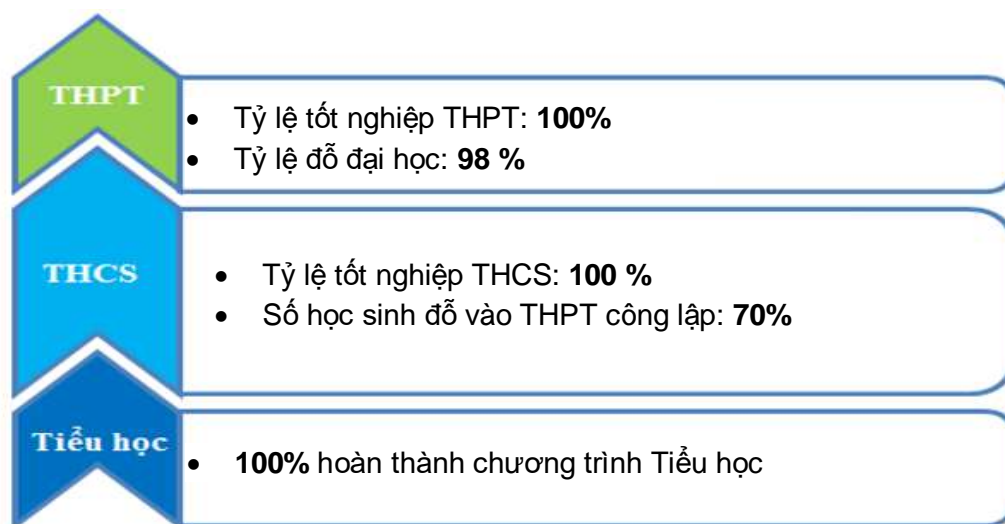 THPT
• Tỷ lệ tốt nghiệp THPT: 100%
• Tỷ lệ đỗ đại học: 98 %
THCS
• Tỷ lệ tốt nghiệp THCS: 100 %
• Số học sinh đỗ vào THPT công lập: 70%
Tiểu học
• 100% hoàn thành chương trình Tiểu học